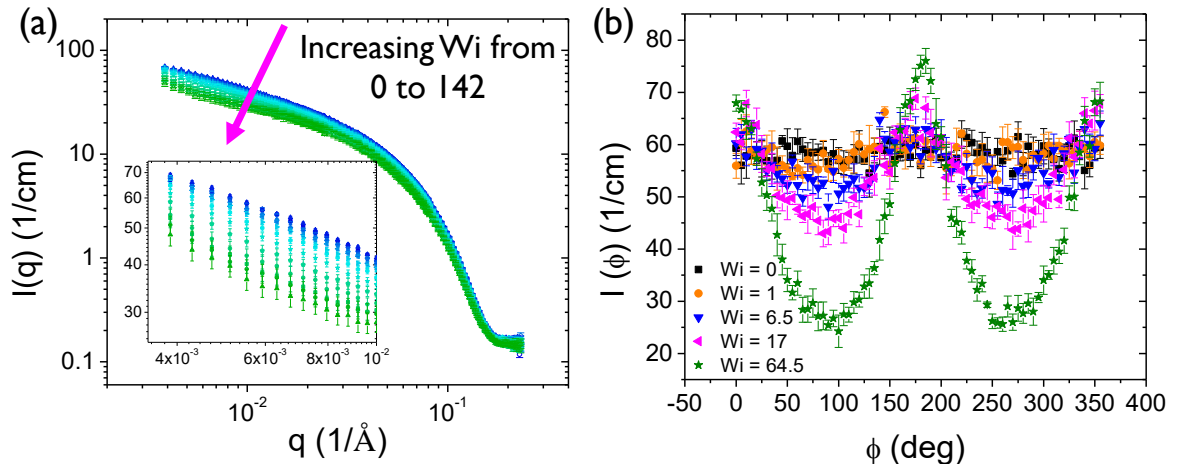 (a)
Increasing Wi from
0 to 142
I(q) (1/cm)
100
10
1
0.1
70
60
50
40
30
4x10⁻³
6x10⁻³
8x10⁻³
10⁻²
10⁻²
10⁻¹
q (1/Å)
(b)
I (ϕ) (1/cm)
80
70
60
50
40
30
20
Wi = 0
Wi = 1
Wi = 6.5
Wi = 17
Wi = 64.5
-50 0 50 100 150 200 250 300 350 400
ϕ (deg)